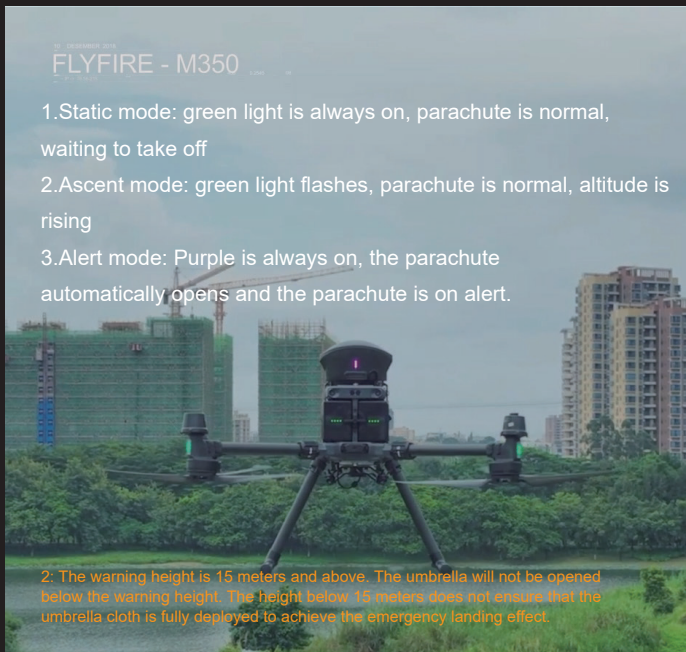 FLYFIRE - M350
1.Static mode: green light is always on, parachute is normal,
waiting to take off
2.Ascent mode: green light flashes, parachute is normal, altitude is
rising
3.Alert mode: Purple is always on, the parachute
automatically opens and the parachute is on alert.
2: The warning height is 15 meters and above. The umbrella will not be opened
below the warning height. The height below 15 meters does not ensure that the
umbrella cloth is fully deployed to achieve the emergency landing effect.